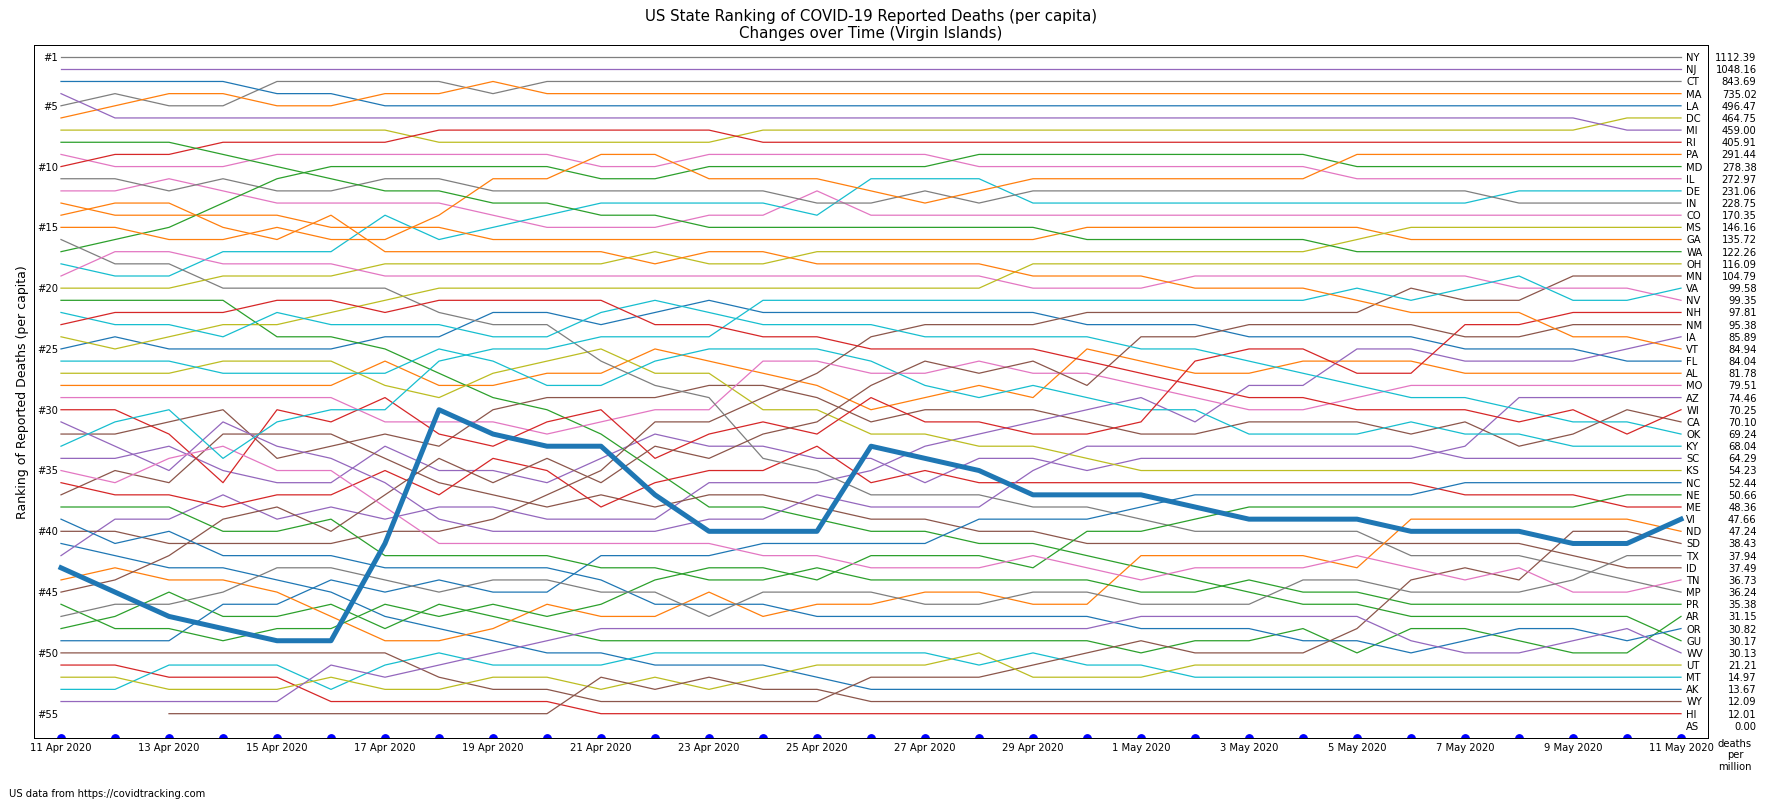 US State Ranking of COVID-19 Reported Deaths (per capita)
Changes over Time (Virgin Islands)
Ranking of Reported Deaths (per capita)
#1
#5
#10
#15
#20
#25
#30
#35
#40
#45
#50
#55
NY 1112.39
NJ 1048.16
CT 843.69
MA 735.02
LA 496.47
DC 464.75
MI 459.00
RI 405.91
PA 291.44
MD 278.38
IL 272.97
DE 231.06
IN 228.75
CO 170.35
MS 146.16
GA 135.72
WA 122.26
OH 116.09
MN 104.79
VA 99.58
NV 99.35
NH 97.81
NM 95.38
IA 85.89
VT 84.94
FL 84.04
AL 81.78
MO 79.51
AZ 74.46
WI 70.25
CA 70.10
OK 69.24
KY 68.04
SC 64.29
KS 54.23
NC 52.44
NE 50.66
ME 48.36
VI 47.66
ND 47.24
SD 38.43
TX 37.94
ID 37.49
TN 36.73
MP 36.24
PR 35.38
AR 31.15
OR 30.82
GU 30.17
WV 30.13
UT 21.21
MT 14.97
AK 13.67
WY 12.09
HI 12.01
AS 0.00
11 Apr 2020 13 Apr 2020 15 Apr 2020 17 Apr 2020 19 Apr 2020 21 Apr 2020 23 Apr 2020 25 Apr 2020 27 Apr 2020 29 Apr 2020 1 May 2020 3 May 2020 5 May 2020 7 May 2020 9 May 2020 11 May 2020
deaths
per
million
US data from https://covidtracking.com